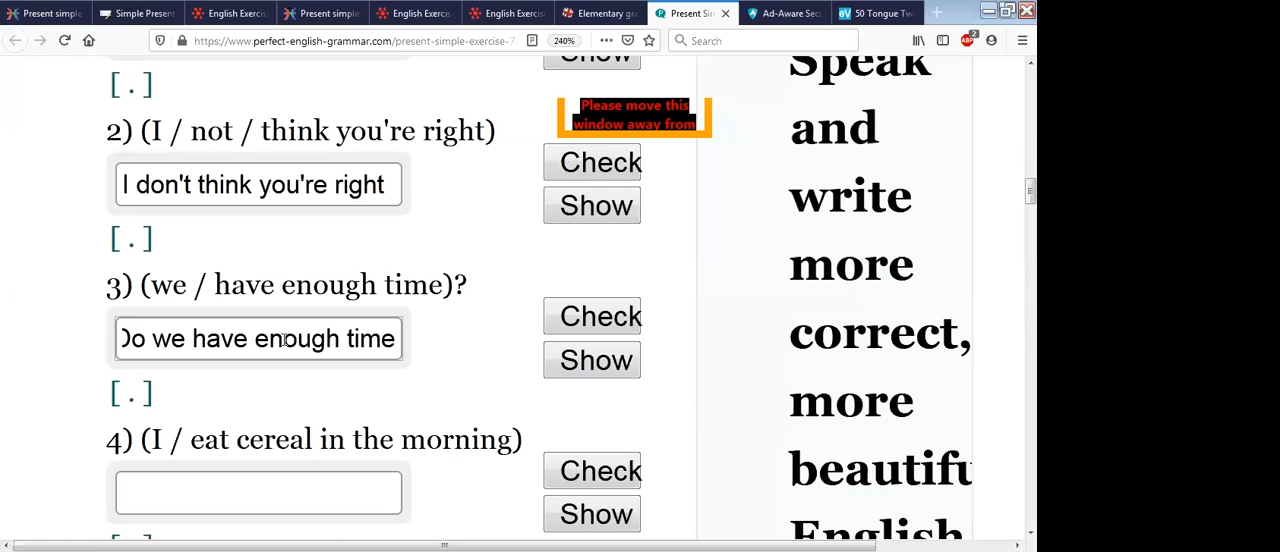 Present simple
Simple Present
English Exercis
Present simple
English Exercis
English Exercis
Elementary gra
Present Si
Ad-Aware Sec
50 Tongue Tw
https://www.perfect-english-grammar.com/present-simple-exercise-7.
240%
Search
2
Show
[ . ]
Please move this
window away from
2) (I / not / think you're right)
Check
I don't think you're right
Show
[ . ]
3) (we / have enough time)?
Check
Do we have enough time
Show
[ . ]
4) (I / eat cereal in the morning)
Check
Show
Speak
and
write
more
correct,
more
beautifu
English